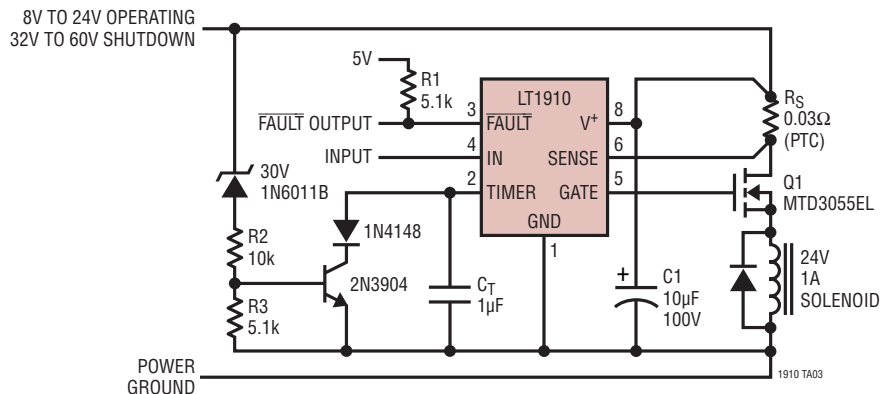 8V TO 24V OPERATING
32V TO 60V SHUTDOWN
5V
R1
5.1k
LT1910
FAULT OUTPUT
3
FAULT
V+
8
RS
0.03Ω
(PTC)
INPUT
4
IN
SENSE
6
30V
1N6011B
2
TIMER
GATE
5
Q1
MTD3055EL
GND
1
1N4148
R2
10k
2N3904
CT
1µF
+
C1
10µF
100V
24V
1A
SOLENOID
R3
5.1k
POWER
GROUND
1910 TA03